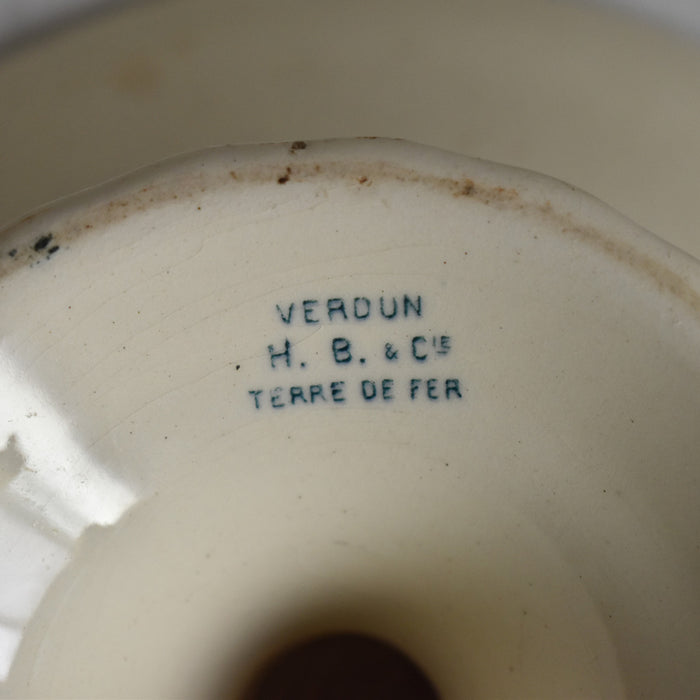 VERDUN
H. B. & Cie
TERRE DE FER